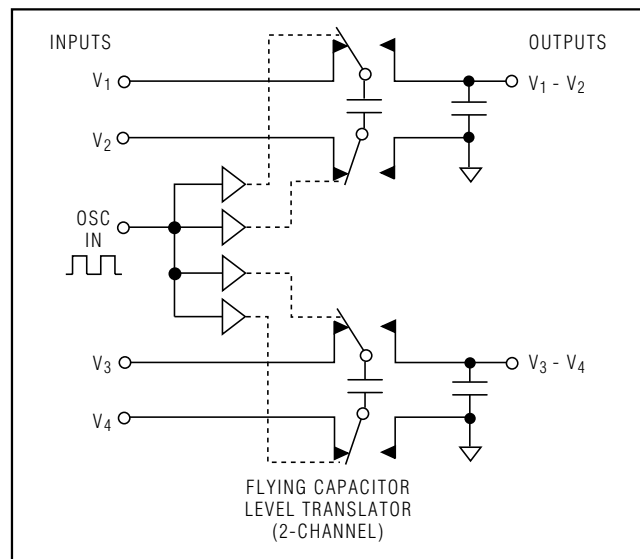 INPUTS
OUTPUTS
V1
V1 - V2
V2
OSC
IN
V3
V3 - V4
V4
FLYING CAPACITOR
LEVEL TRANSLATOR
(2-CHANNEL)